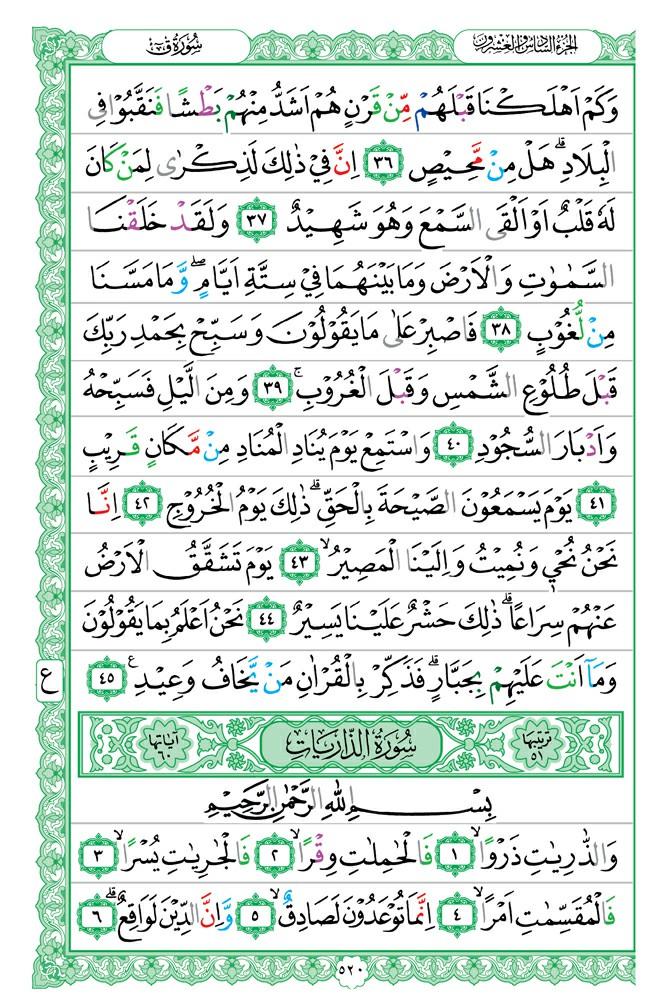 الجزء السادس والعشرون
سورة ق
وَكَمْ اَهْلَكْنَا قَبْلَهُمْ مِّنْ قَرْنٍ هُمْ اَشَدُّ مِنْهُمْ بَطْشًا فَنَقَّبُوْا فِى
الْبِلَادِ ۗ هَلْ مِنْ مَّحِيْصٍ ٣٦ اِنَّ فِيْ ذٰلِكَ لَذِكْرٰى لِمَنْ كَانَ
لَهٗ قَلْبٌ اَوْ اَلْقَى السَّمْعَ وَهُوَ شَهِيْدٌ ٣٧ وَلَقَدْ خَلَقْنَا
السَّمٰوٰتِ وَالْاَرْضَ وَمَا بَيْنَهُمَا فِيْ سِتَّةِ اَيَّامٍ ۖ وَّمَا مَسَّنَا
مِنْ لُّغُوْبٍ ٣٨ فَاصْبِرْ عَلٰى مَا يَقُوْلُوْنَ وَسَبِّحْ بِحَمْدِ رَبِّكَ
قَبْلَ طُلُوْعِ الشَّمْسِ وَقَبْلَ الْغُرُوْبِ ۚ ٣٩ وَمِنَ الَّيْلِ فَسَبِّحْهُ
وَاَدْبَارَ السُّجُوْدِ ٤٠ وَاسْتَمِعْ يَوْمَ يُنَادِ الْمُنَادِ مِنْ مَّكَانٍ قَرِيْبٍ
٤١ يَوْمَ يَسْمَعُوْنَ الصَّيْحَةَ بِالْحَقِّ ۗ ذٰلِكَ يَوْمُ الْخُرُوْجِ ٤٢ اِنَّا
نَحْنُ نُحْيٖ وَنُمِيْتُ وَاِلَيْنَا الْمَصِيْرُ ۙ ٤٣ يَوْمَ تَشَقَّقُ الْاَرْضُ
عَنْهُمْ سِرَاعًا ۗ ذٰلِكَ حَشْرٌ عَلَيْنَا يَسِيْرٌ ٤٤ نَحْنُ اَعْلَمُ بِمَا يَقُوْلُوْنَ
وَمَآ اَنْتَ عَلَيْهِمْ بِجَبَّارٍ ۗ فَذَكِّرْ بِالْقُرْاٰنِ مَنْ يَّخَافُ وَعِيْدِ ع ٤٥
ع
ترتيبها ٥١ سورة الذاريات آياتها ٦٠
بِسْمِ اللّٰهِ الرَّحْمٰنِ الرَّحِيْمِ
وَالذّٰرِيٰتِ ذَرْوًا ۙ ١ فَالْحٰمِلٰتِ وِقْرًا ۙ ٢ فَالْجٰرِيٰتِ يُسْرًا ۙ ٣
فَالْمُقَسِّمٰتِ اَمْرًا ۙ ٤ اِنَّمَا تُوْعَدُوْنَ لَصَادِقٌ ۙ ٥ وَّاِنَّ الدِّيْنَ لَوَاقِعٌ ۗ ٦
٥٢٠